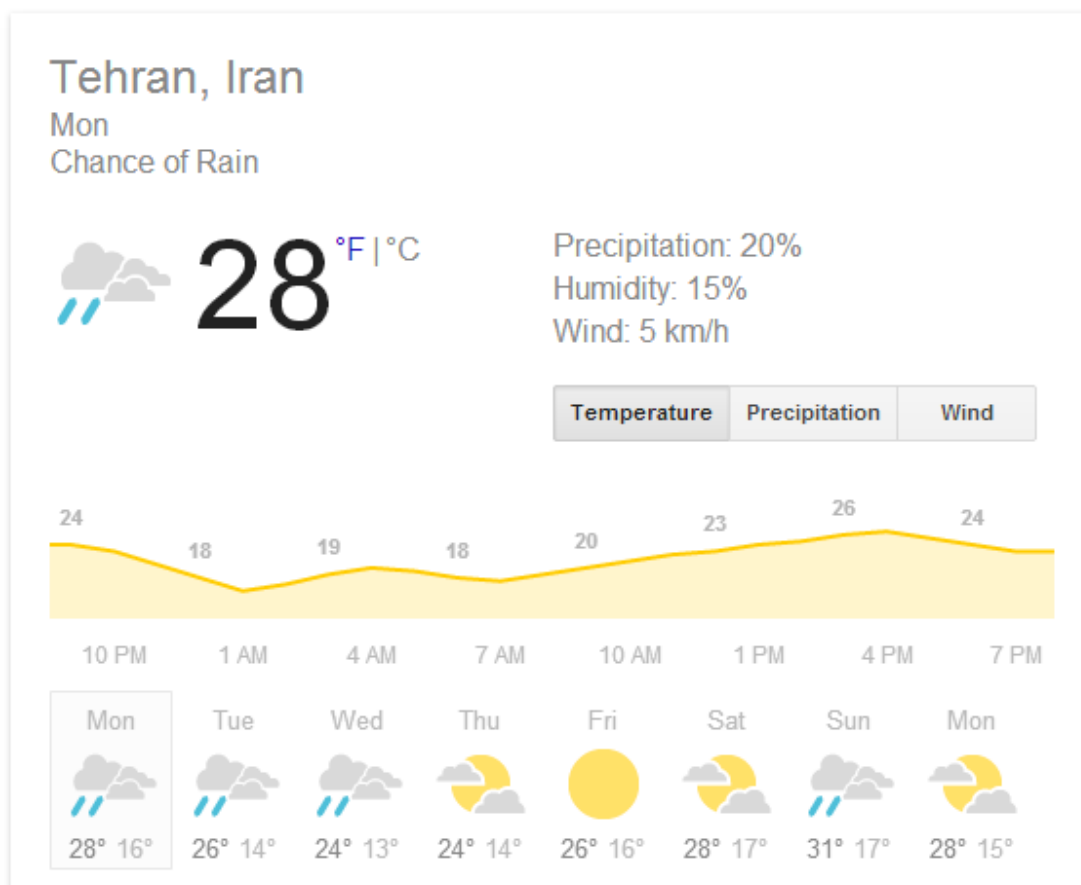 Tehran, Iran
Mon
Chance of Rain
28 °F | °C
Precipitation: 20%
Humidity: 15%
Wind: 5 km/h
Temperature Precipitation Wind
24 18 19 18 20 23 26 24
10 PM 1 AM 4 AM 7 AM 10 AM 1 PM 4 PM 7 PM
Mon Tue Wed Thu Fri Sat Sun Mon
28° 16° 26° 14° 24° 13° 24° 14° 26° 16° 28° 17° 31° 17° 28° 15°